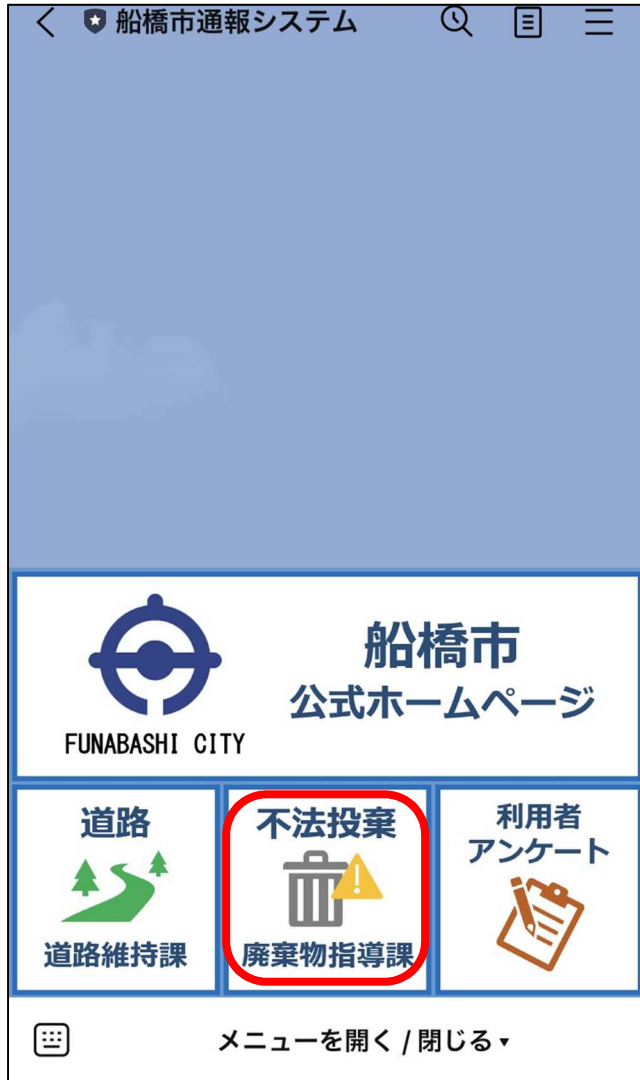 船橋市通報システム
船橋市
公式ホームページ
FUNABASHI CITY
道路
道路維持課
不法投棄
廃棄物指導課
利用者
アンケート
メニューを開く / 閉じる▼